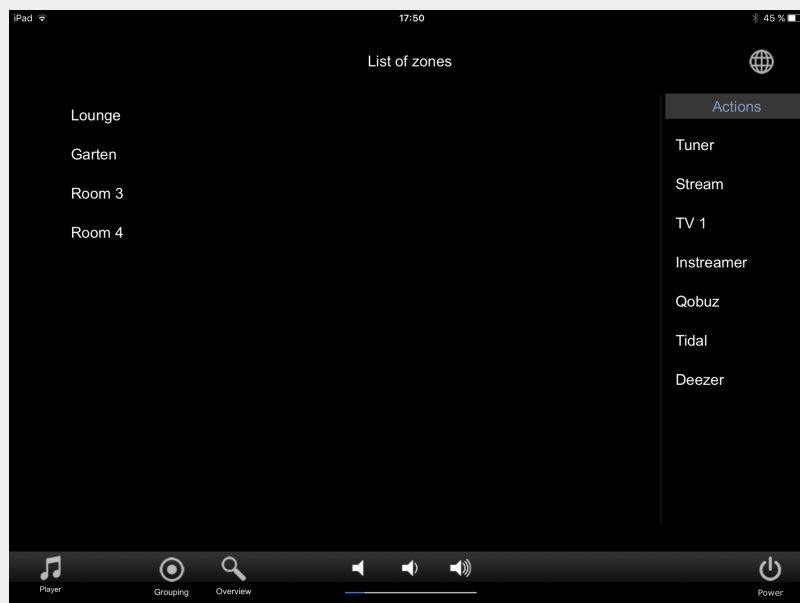 iPad 17:50 45 %
List of zones
Lounge
Garten
Room 3
Room 4
Actions
Tuner
Stream
TV 1
Instreamer
Qobuz
Tidal
Deezer
Player
Grouping
Overview
Power